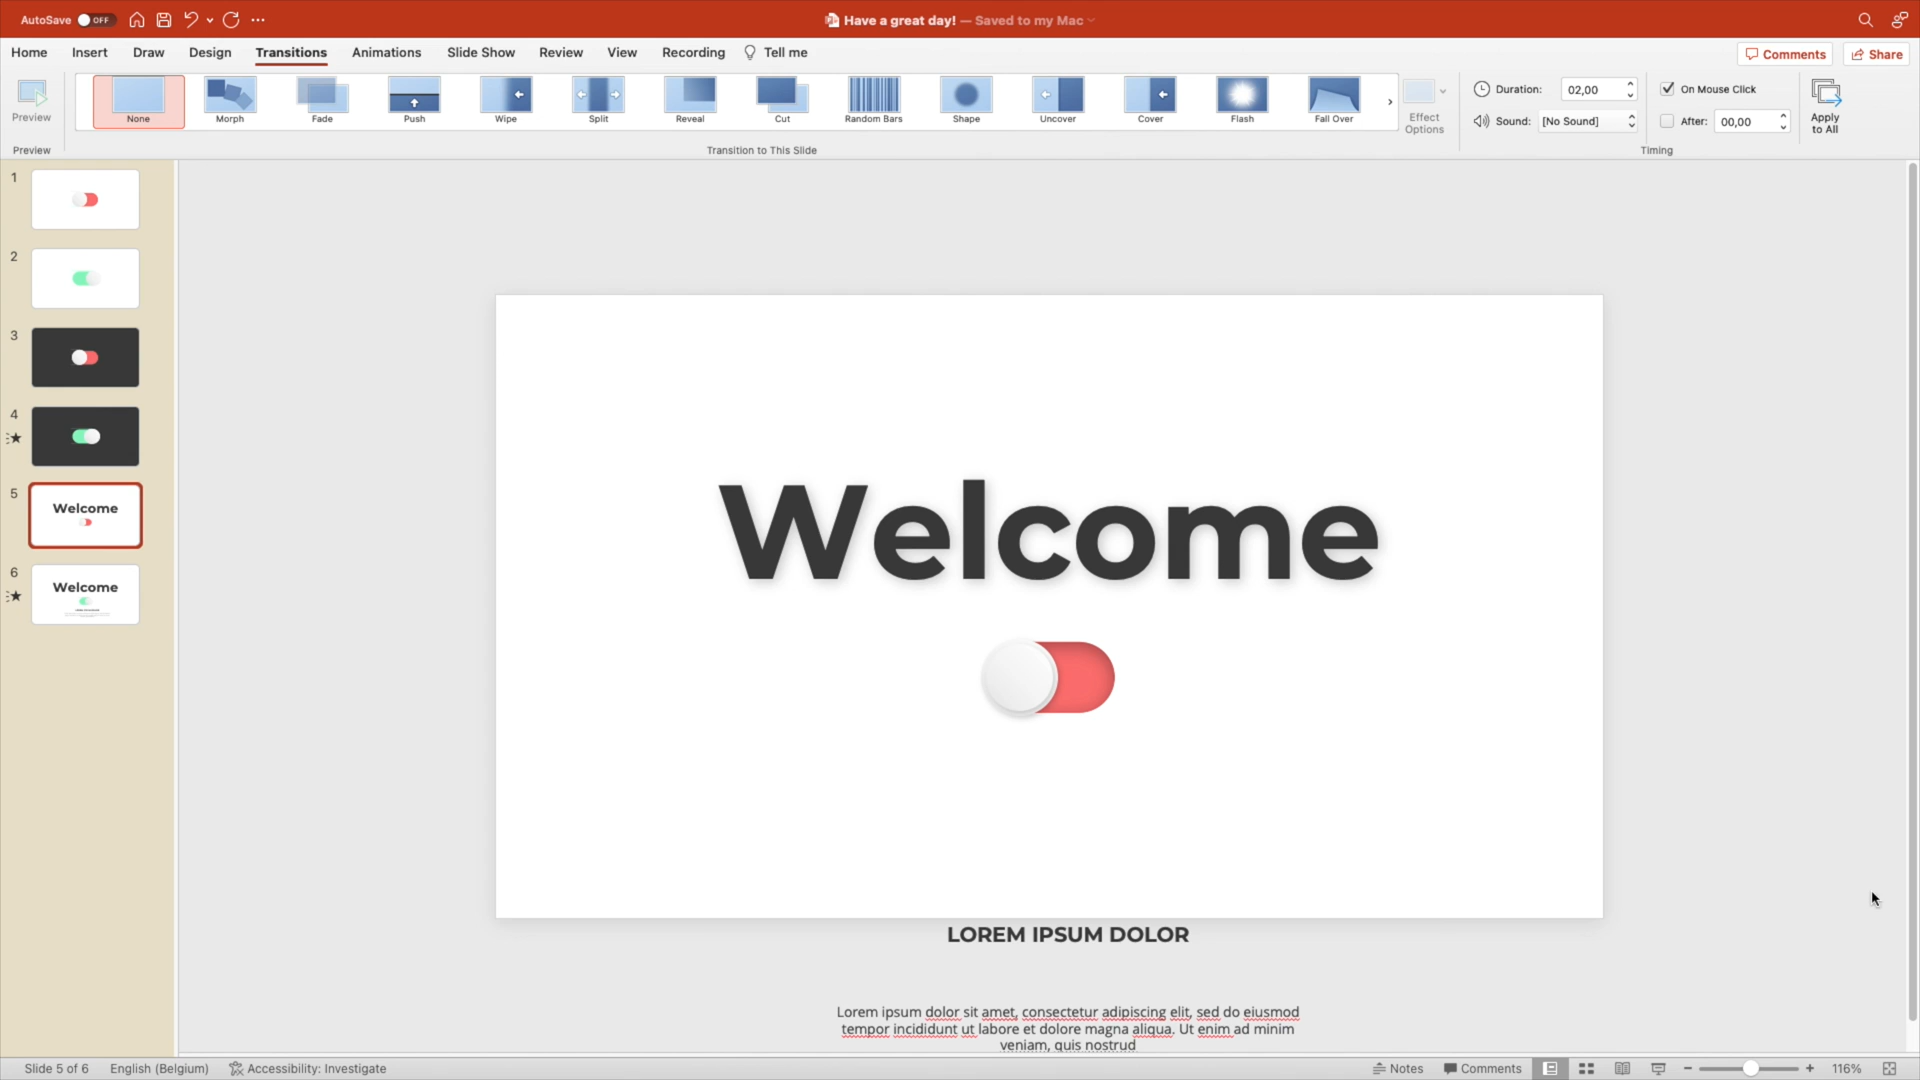 AutoSave OFF
Have a great day! — Saved to my Mac
Home Insert Draw Design Transitions Animations Slide Show Review View Recording Tell me
Comments Share
Preview
None Morph Fade Push Wipe Split Reveal Cut Random Bars Shape Uncover Cover Flash Fall Over
Effect Options
Duration: 02,00
Sound: [No Sound]
On Mouse Click
After: 00,00
Apply to All
Preview
Transition to This Slide
Timing
1
2
3
4
5
Welcome
6
Welcome
Welcome
LOREM IPSUM DOLOR
Lorem ipsum dolor sit amet, consectetur adipiscing elit, sed do eiusmod
tempor incididunt ut labore et dolore magna aliqua. Ut enim ad minim
veniam, quis nostrud
Slide 5 of 6 English (Belgium) Accessibility: Investigate
Notes Comments 116%